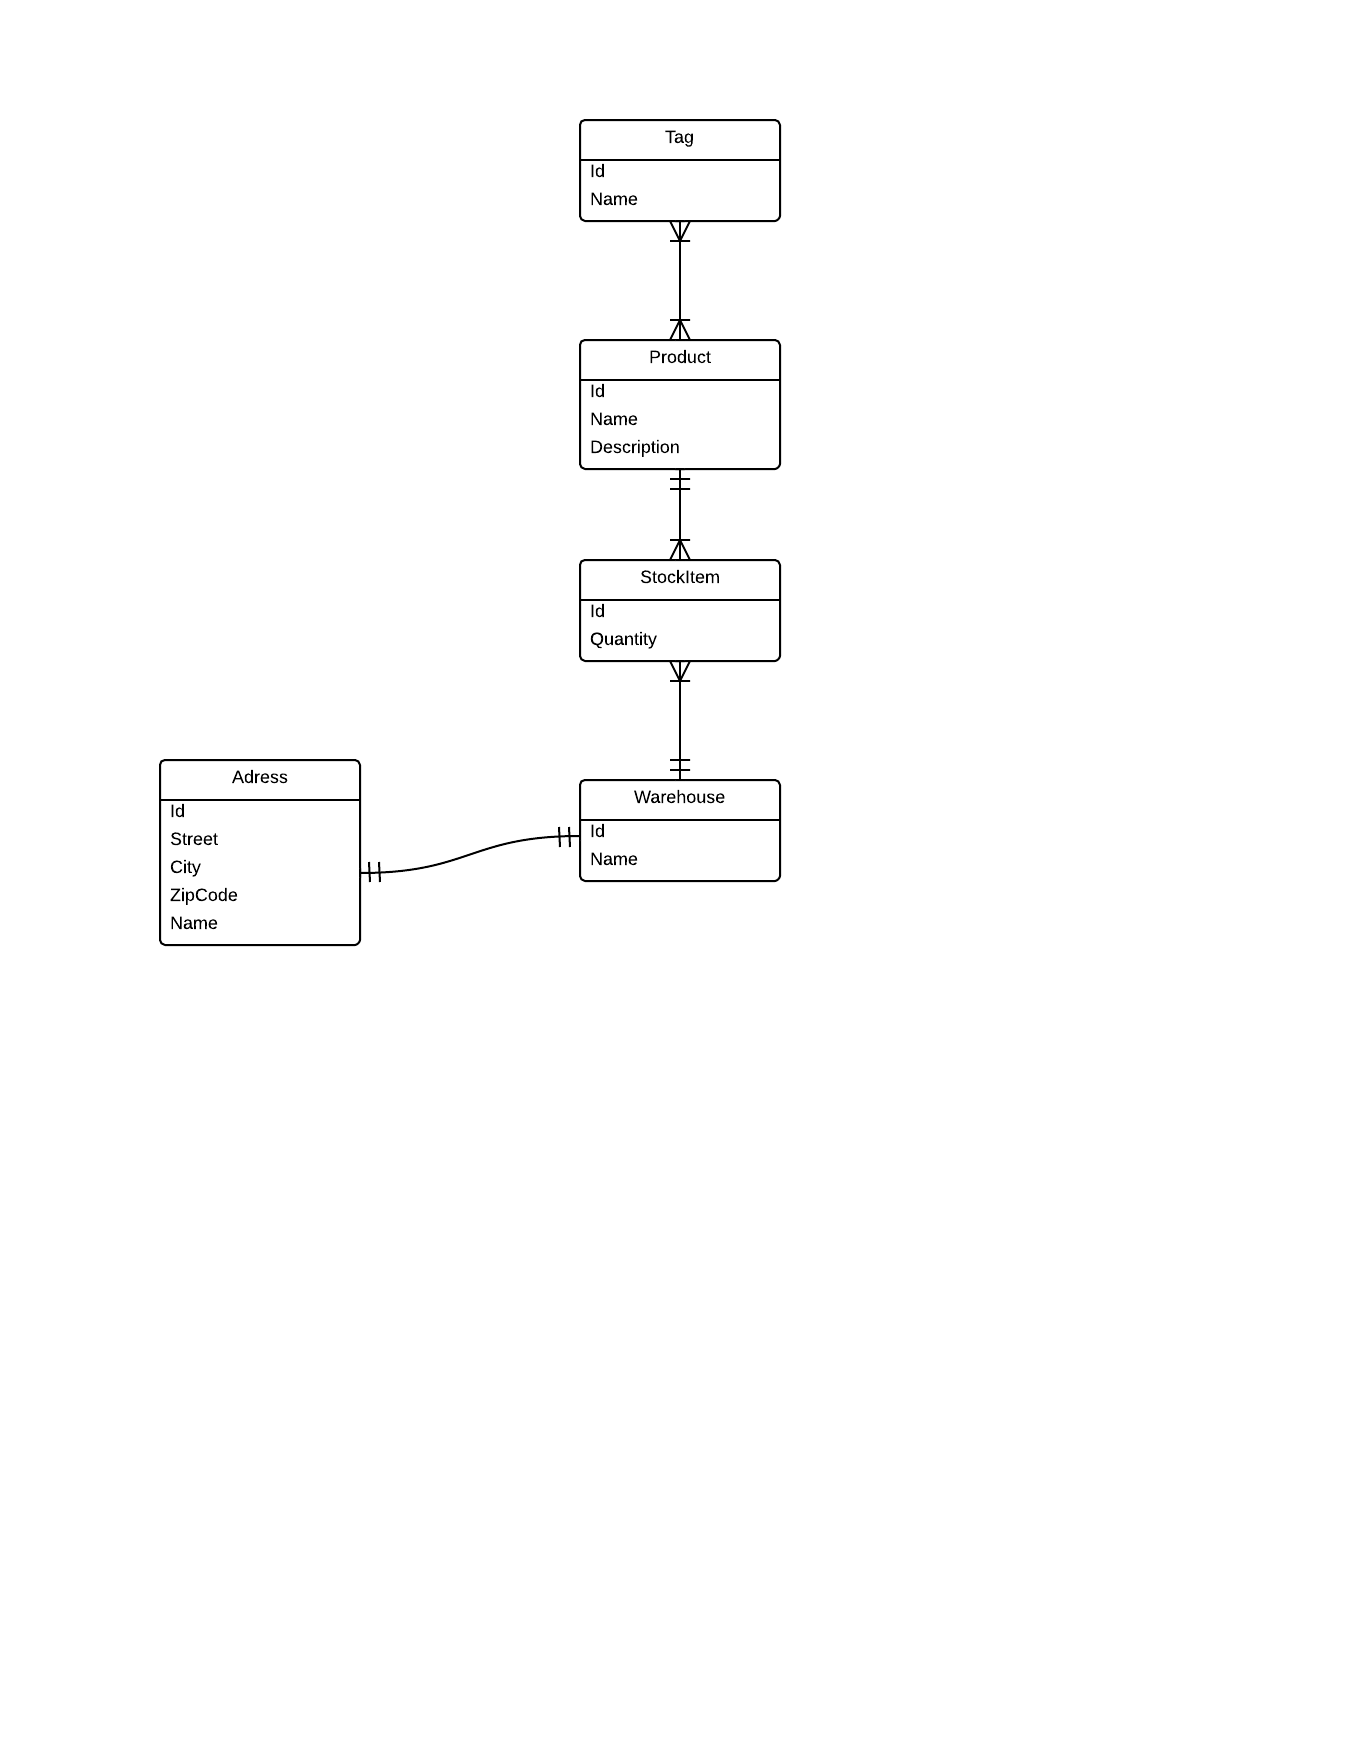 Tag
Id
Name
Product
Id
Name
Description
StockItem
Id
Quantity
Adress
Id
Street
City
ZipCode
Name
Warehouse
Id
Name